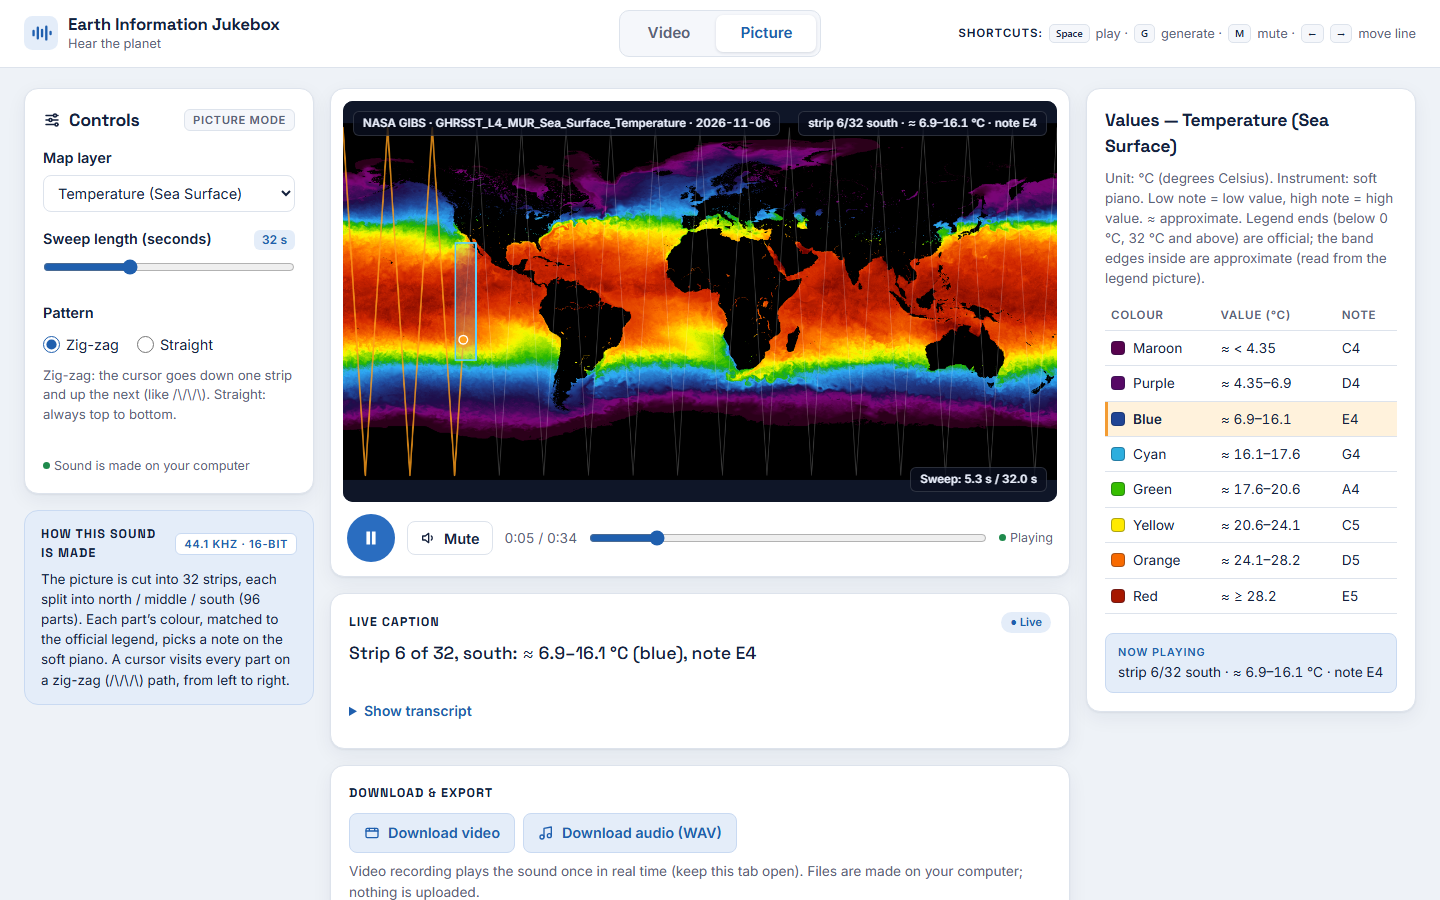 Earth Information Jukebox
Hear the planet
Video
Picture
SHORTCUTS: Space play · G generate · M mute · ← → move line
Controls
PICTURE MODE
Map layer
Temperature (Sea Surface)
Sweep length (seconds)
32 s
Pattern
Zig-zag
Straight
Zig-zag: the cursor goes down one strip
and up the next (like /\/\/\). Straight:
always top to bottom.
Sound is made on your computer
HOW THIS SOUND
IS MADE
44.1 KHZ · 16-BIT
The picture is cut into 32 strips, each
split into north / middle / south (96
parts). Each part's colour, matched to
the official legend, picks a note on the
soft piano. A cursor visits every part on
a zig-zag (/\/\/\) path, from left to right.
NASA GIBS · GHRSST_L4_MUR_Sea_Surface_Temperature · 2026-11-06
strip 6/32 south · ≈ 6.9–16.1 °C · note E4
Sweep: 5.3 s / 32.0 s
Mute
0:05 / 0:34
Playing
LIVE CAPTION
Live
Strip 6 of 32, south: ≈ 6.9–16.1 °C (blue), note E4
Show transcript
DOWNLOAD & EXPORT
Download video
Download audio (WAV)
Video recording plays the sound once in real time (keep this tab open). Files are made on your computer;
nothing is uploaded.
Values — Temperature (Sea
Surface)
Unit: °C (degrees Celsius). Instrument: soft
piano. Low note = low value, high note = high
value. ≈ approximate. Legend ends (below 0
°C, 32 °C and above) are official; the band
edges inside are approximate (read from the
legend picture).
COLOUR VALUE (°C) NOTE
Maroon ≈ < 4.35 C4
Purple ≈ 4.35–6.9 D4
Blue ≈ 6.9–16.1 E4
Cyan ≈ 16.1–17.6 G4
Green ≈ 17.6–20.6 A4
Yellow ≈ 20.6–24.1 C5
Orange ≈ 24.1–28.2 D5
Red ≈ ≥ 28.2 E5
NOW PLAYING
strip 6/32 south · ≈ 6.9–16.1 °C · note E4